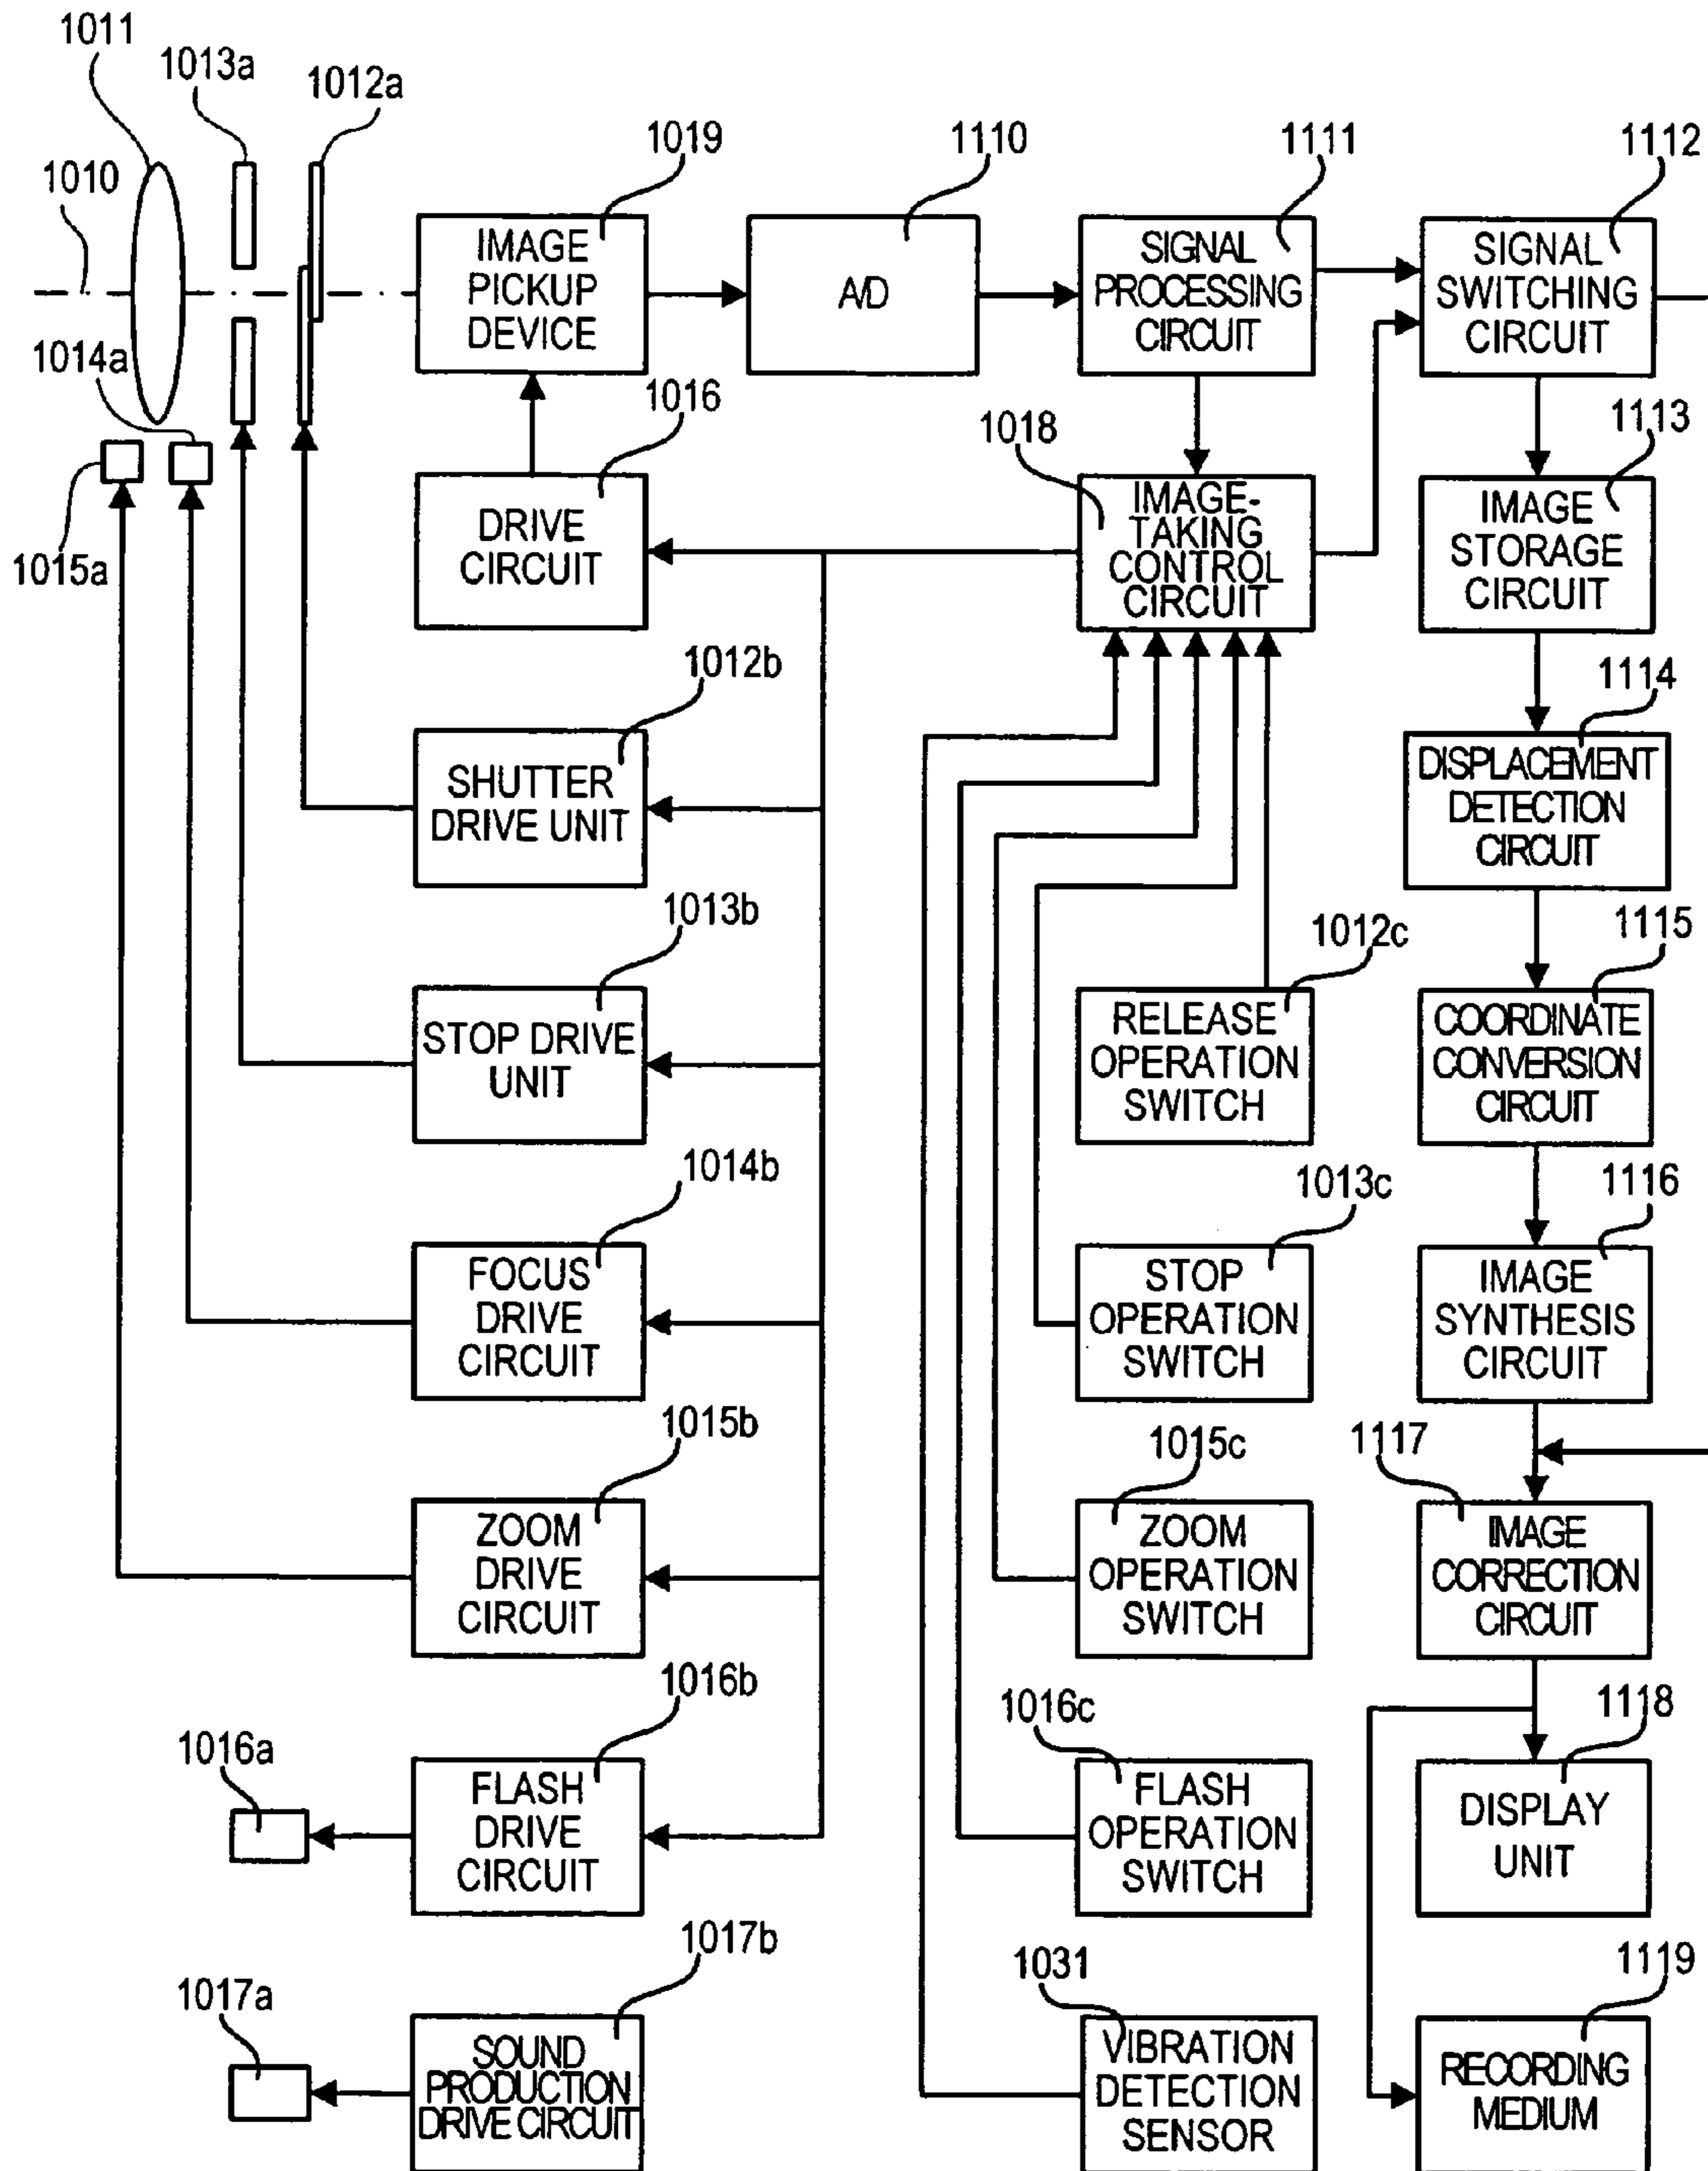 1011
1013a
1012a
1010
1014a
1015a
1019
IMAGE
PICKUP
DEVICE
1110
A/D
1111
SIGNAL
PROCESSING
CIRCUIT
1112
SIGNAL
SWITCHING
CIRCUIT
1016
DRIVE
CIRCUIT
1018
IMAGE-
TAKING
CONTROL
CIRCUIT
1113
IMAGE
STORAGE
CIRCUIT
1012b
SHUTTER
DRIVE UNIT
1114
DISPLACEMENT
DETECTION
CIRCUIT
1013b
STOP DRIVE
UNIT
1012c
RELEASE
OPERATION
SWITCH
1115
COORDINATE
CONVERSION
CIRCUIT
1014b
FOCUS
DRIVE
CIRCUIT
1013c
STOP
OPERATION
SWITCH
1116
IMAGE
SYNTHESIS
CIRCUIT
1015b
ZOOM
DRIVE
CIRCUIT
1015c
ZOOM
OPERATION
SWITCH
1117
IMAGE
CORRECTION
CIRCUIT
1016a
1016b
FLASH
DRIVE
CIRCUIT
1016c
FLASH
OPERATION
SWITCH
1118
DISPLAY
UNIT
1017a
1017b
SOUND
PRODUCTION
DRIVE CIRCUIT
1031
VIBRATION
DETECTION
SENSOR
1119
RECORDING
MEDIUM